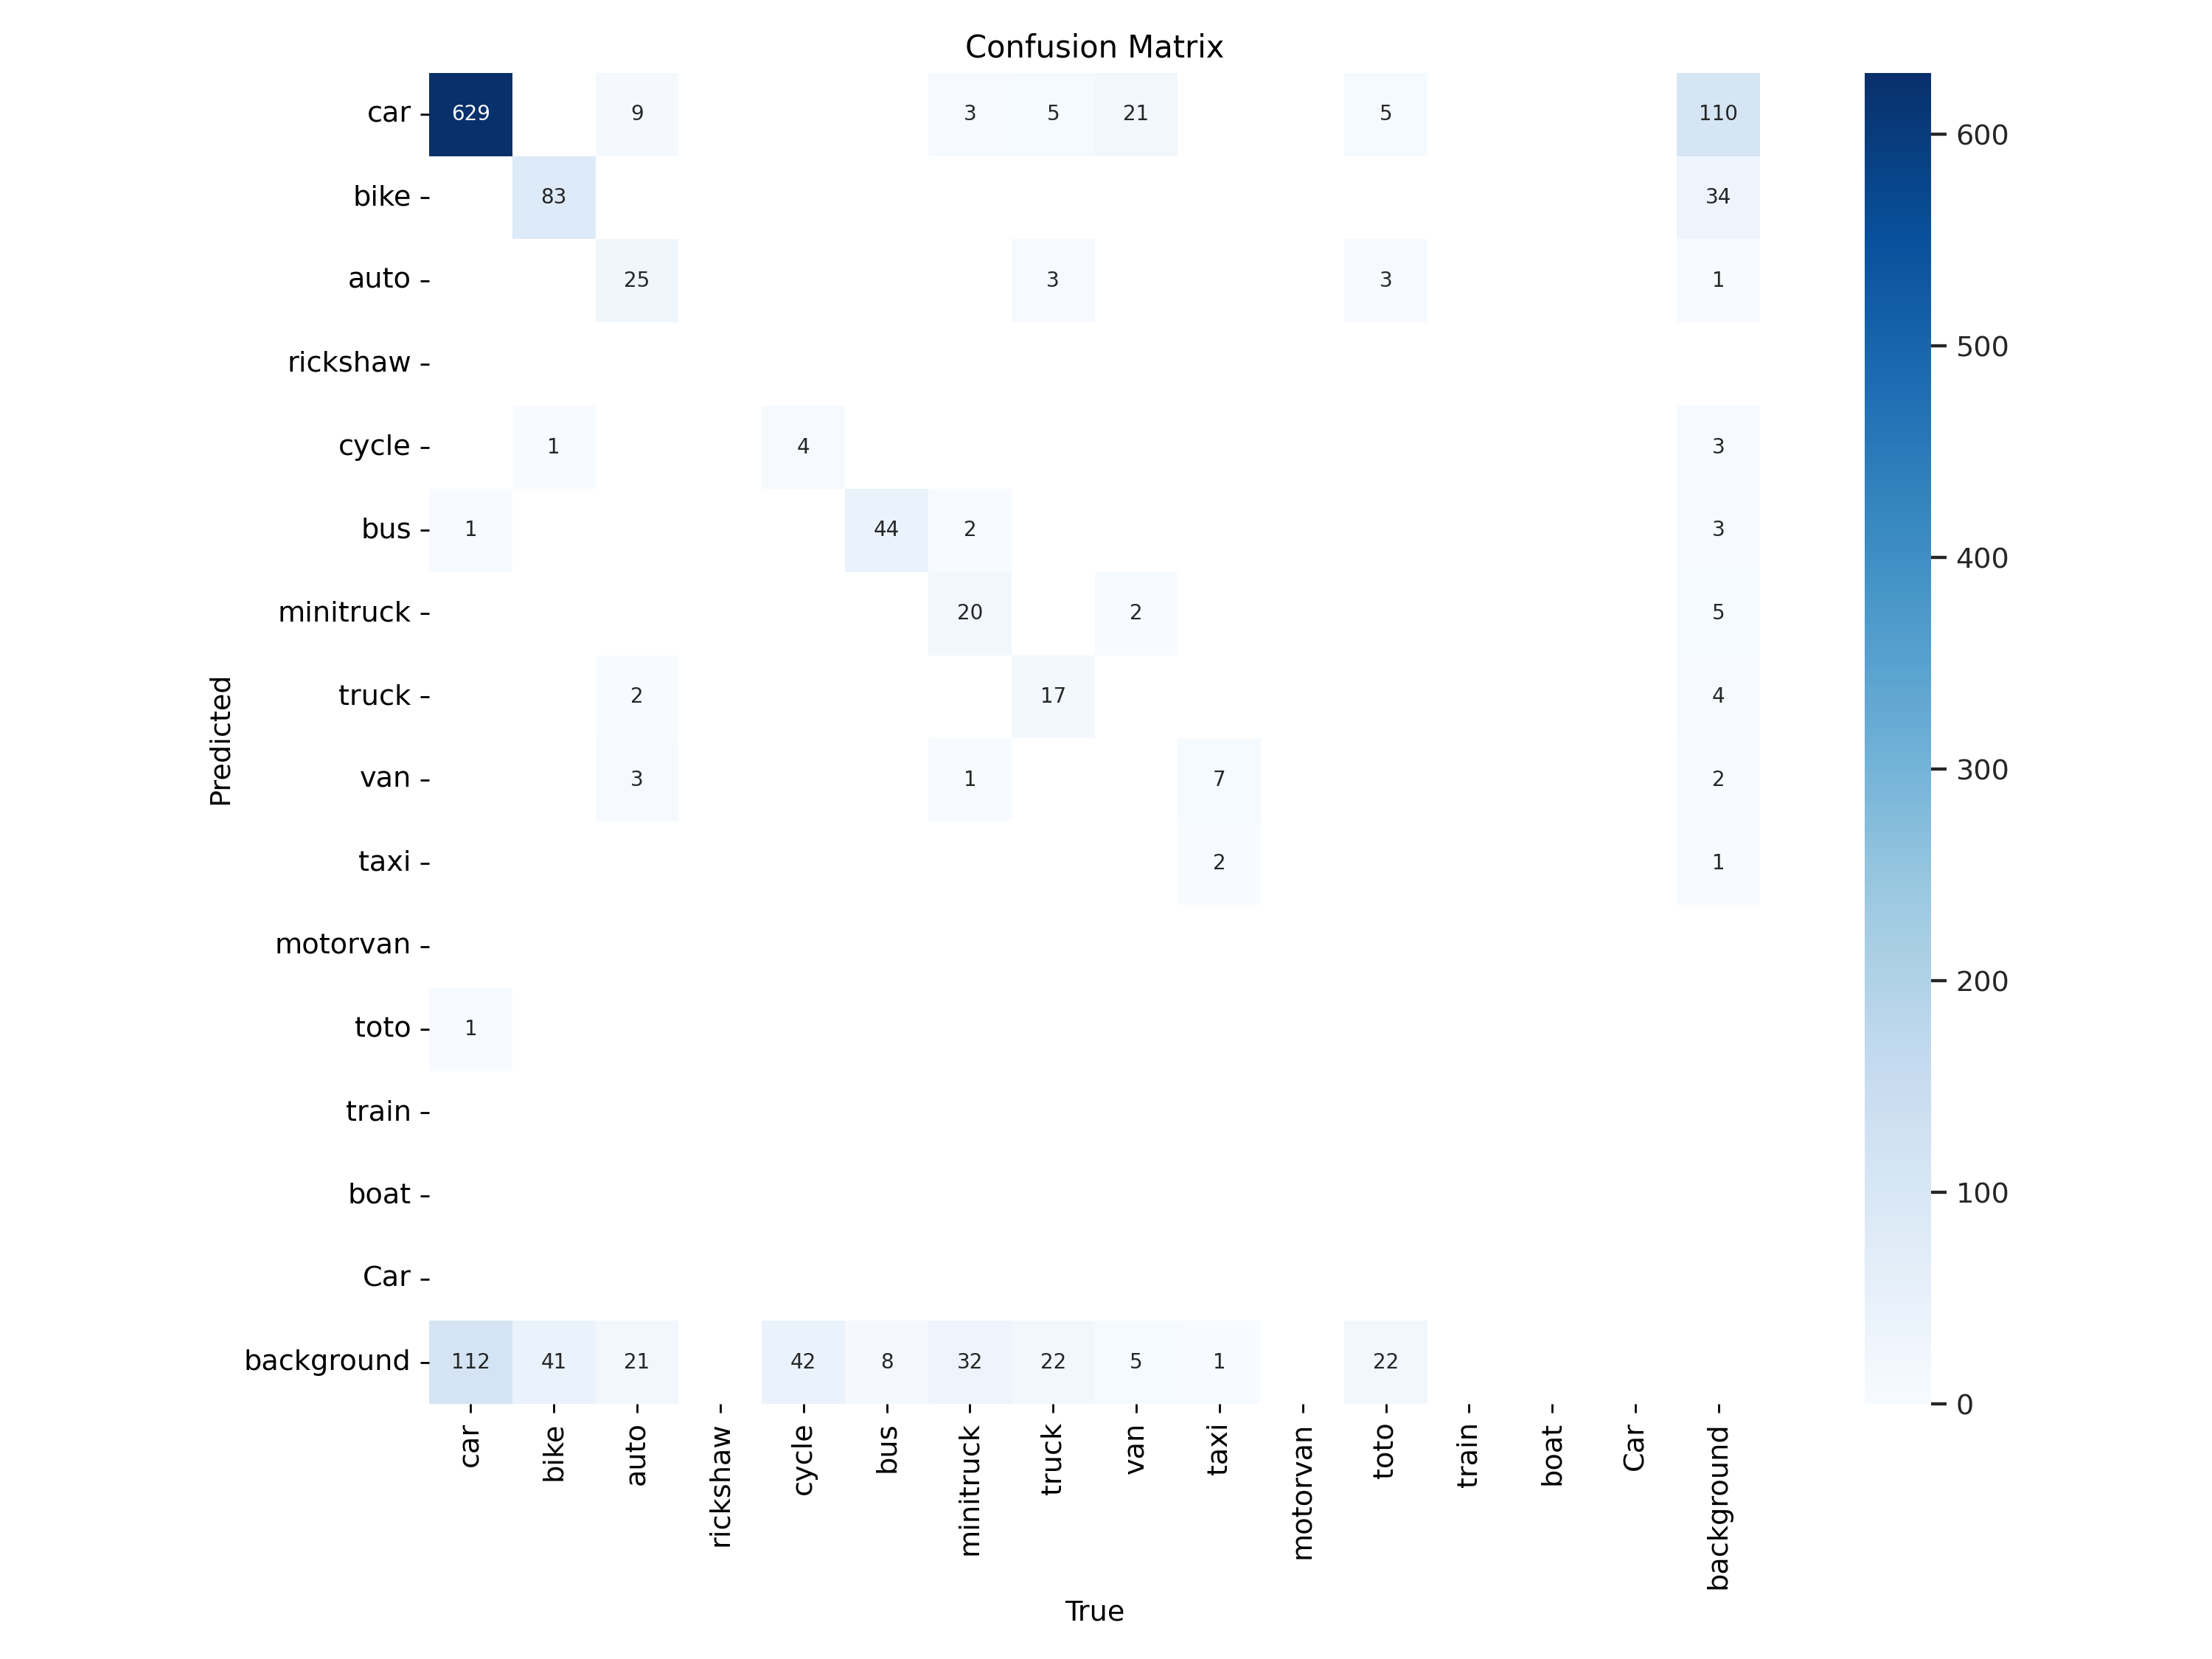 Confusion Matrix
car 629 9 3 5 21 5 110
bike 83 34
auto 25 3 3 1
rickshaw
cycle 1 4 3
bus 1 44 2 3
minitruck 20 2 5
truck 2 17 4
van 3 1 7 2
taxi 2 1
motorvan
toto 1
train
boat
Car
background 112 41 21 42 8 32 22 5 1 22
Predicted
car bike auto rickshaw cycle bus minitruck truck van taxi motorvan toto train boat Car background
True
600
500
400
300
200
100
0